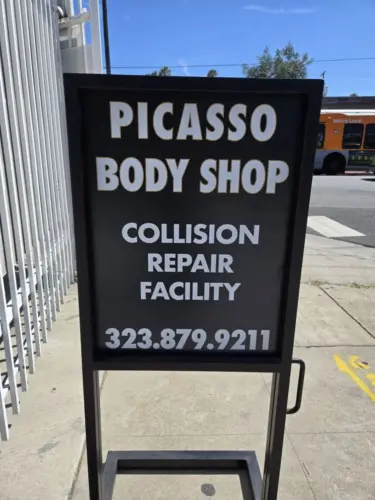 PICASSO
BODY SHOP
COLLISION
REPAIR
FACILITY
323.879.9211